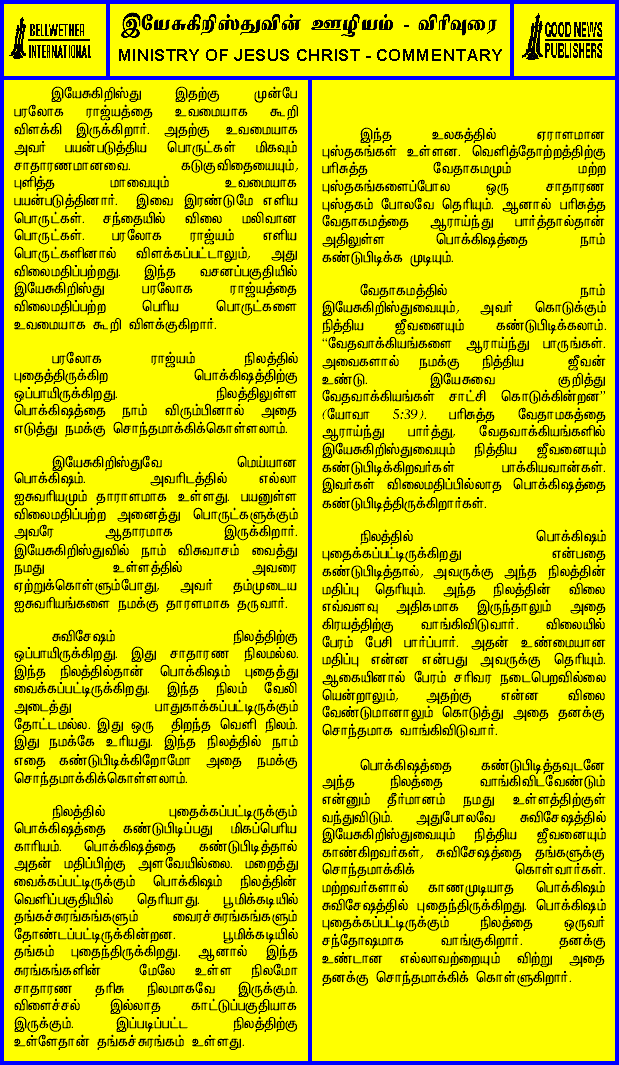 BELLWETHER
INTERNATIONAL
இயேசுகிறிஸ்துவின் ஊழியம் - விரிவுரை
MINISTRY OF JESUS CHRIST - COMMENTARY
GOOD NEWS
PUBLISHERS
இயேசுகிறிஸ்து இதற்கு முன்பே
பரலோக ராஜ்யத்தை உவமையாக கூறி
விளக்கி இருக்கிறார். அதற்கு உவமையாக
அவர் பயன்படுத்திய பொருட்கள் மிகவும்
சாதாரணமானவை. கடுகுவிதையையும்,
புளித்த மாவையும் உவமையாக
பயன்படுத்தினார். இவை இரண்டுமே எளிய
பொருட்கள். சந்தையில் விலை மலிவான
பொருட்கள். பரலோக ராஜ்யம் எளிய
பொருட்களினால் விளக்கப்பட்டாலும், அது
விலைமதிப்பற்றது. இந்த வசனப்பகுதியில்
இயேசுகிறிஸ்து பரலோக ராஜ்யத்தை
விலைமதிப்பற்ற பெரிய பொருட்களை
உவமையாக கூறி விளக்குகிறார்.
பரலோக ராஜ்யம் நிலத்தில்
புதைத்திருக்கிற பொக்கிஷத்திற்கு
ஒப்பாயிருக்கிறது. நிலத்திலுள்ள
பொக்கிஷத்தை நாம் விரும்பினால் அதை
எடுத்து நமக்கு சொந்தமாக்கிக்கொள்ளலாம்.
இயேசுகிறிஸ்துவே மெய்யான
பொக்கிஷம். அவரிடத்தில் எல்லா
ஐசுவரியமும் தாராளமாக உள்ளது. பயனுள்ள
விலைமதிப்பற்ற அனைத்து பொருட்களுக்கும்
அவரே ஆதாரமாக இருக்கிறார்.
இயேசுகிறிஸ்துவில் நாம் விசுவாசம் வைத்து
நமது உள்ளத்தில் அவரை
ஏற்றுக்கொள்ளும்போது, அவர் தம்முடைய
ஐசுவரியங்களை நமக்கு தாரளமாக தருவார்.
சுவிசேஷம் நிலத்திற்கு
ஒப்பாயிருக்கிறது. இது சாதாரண நிலமல்ல.
இந்த நிலத்தில்தான் பொக்கிஷம் புதைத்து
வைக்கப்பட்டிருக்கிறது. இந்த நிலம் வேலி
அடைத்து பாதுகாக்கப்பட்டிருக்கும்
தோட்டமல்ல. இது ஒரு திறந்த வெளி நிலம்.
இது நமக்கே உரியது. இந்த நிலத்தில் நாம்
எதை கண்டுபிடிக்கிறோமோ அதை நமக்கு
சொந்தமாக்கிக்கொள்ளலாம்.
நிலத்தில் புதைக்கப்பட்டிருக்கும்
பொக்கிஷத்தை கண்டுபிடிப்பது மிகப்பெரிய
காரியம். பொக்கிஷத்தை கண்டுபிடித்தால்
அதன் மதிப்பிற்கு அளவேயில்லை. மறைத்து
வைக்கப்பட்டிருக்கும் பொக்கிஷம் நிலத்தின்
வெளிப்பகுதியில் தெரியாது. பூமிக்கடியில்
தங்கச்சுரங்கங்களும் வைரச்சுரங்கங்களும்
தோண்டப்பட்டிருக்கின்றன. பூமிக்கடியில்
தங்கம் புதைந்திருக்கிறது. ஆனால் இந்த
சுரங்கங்களின் மேலே உள்ள நிலமோ
சாதாரண தரிசு நிலமாகவே இருக்கும்.
விளைச்சல் இல்லாத காட்டுப்பகுதியாக
இருக்கும். இப்படிப்பட்ட நிலத்திற்கு
உள்ளேதான் தங்கச்சுரங்கம் உள்ளது.
இந்த உலகத்தில் ஏராளமான
புஸ்தகங்கள் உள்ளன. வெளித்தோற்றத்திற்கு
பரிசுத்த வேதாகமமும் மற்ற
புஸ்தகங்களைப்போல ஒரு சாதாரண
புஸ்தகம் போலவே தெரியும். ஆனால் பரிசுத்த
வேதாகமத்தை ஆராய்ந்து பார்த்தால்தான்
அதிலுள்ள பொக்கிஷத்தை நாம்
கண்டுபிடிக்க முடியும்.
வேதாகமத்தில் நாம்
இயேசுகிறிஸ்துவையும், அவர் கொடுக்கும்
நித்திய ஜீவனையும் கண்டுபிடிக்கலாம்.
“வேதவாக்கியங்களை ஆராய்ந்து பாருங்கள்.
அவைகளால் நமக்கு நித்திய ஜீவன்
உண்டு. இயேசுவை குறித்து
வேதவாக்கியங்கள் சாட்சி கொடுக்கின்றன”
(யோவா 5:39). பரிசுத்த வேதாமகத்தை
ஆராய்ந்து பார்த்து, வேதவாக்கியங்களில்
இயேசுகிறிஸ்துவையும் நித்திய ஜீவனையும்
கண்டுபிடிக்கிறவர்கள் பாக்கியவான்கள்.
இவர்கள் விலைமதிப்பில்லாத பொக்கிஷத்தை
கண்டுபிடித்திருக்கிறார்கள்.
நிலத்தில் பொக்கிஷம்
புதைக்கப்பட்டிருக்கிறது என்பதை
கண்டுபிடித்தால், அவருக்கு அந்த நிலத்தின்
மதிப்பு தெரியும். அந்த நிலத்தின் விலை
எவ்வளவு அதிகமாக இருந்தாலும் அதை
கிரயத்திற்கு வாங்கிவிடுவார். விலையில்
பேரம் பேசி பார்ப்பார். அதன் உண்மையான
மதிப்பு என்ன என்பது அவருக்கு தெரியும்.
ஆகையினால் பேரம் சரிவர நடைபெறவில்லை
யென்றாலும், அதற்கு என்ன விலை
வேண்டுமானாலும் கொடுத்து அதை தனக்கு
சொந்தமாக வாங்கிவிடுவார்.
பொக்கிஷத்தை கண்டுபிடித்தவுடனே
அந்த நிலத்தை வாங்கிவிடவேண்டும்
என்னும் தீர்மானம் நமது உள்ளத்திற்குள்
வந்துவிடும். அதுபோலவே சுவிசேஷத்தில்
இயேசுகிறிஸ்துவையும் நித்திய ஜீவனையும்
காண்கிறவர்கள், சுவிசேஷத்தை தங்களுக்கு
சொந்தமாக்கிக் கொள்வார்கள்.
மற்றவர்களால் காணமுடியாத பொக்கிஷம்
சுவிசேஷத்தில் புதைந்திருக்கிறது. பொக்கிஷம்
புதைக்கப்பட்டிருக்கும் நிலத்தை ஒருவர்
சந்தோஷமாக வாங்குகிறார். தனக்கு
உண்டான எல்லாவற்றையும் விற்று அதை
தனக்கு சொந்தமாக்கிக் கொள்ளுகிறார்.